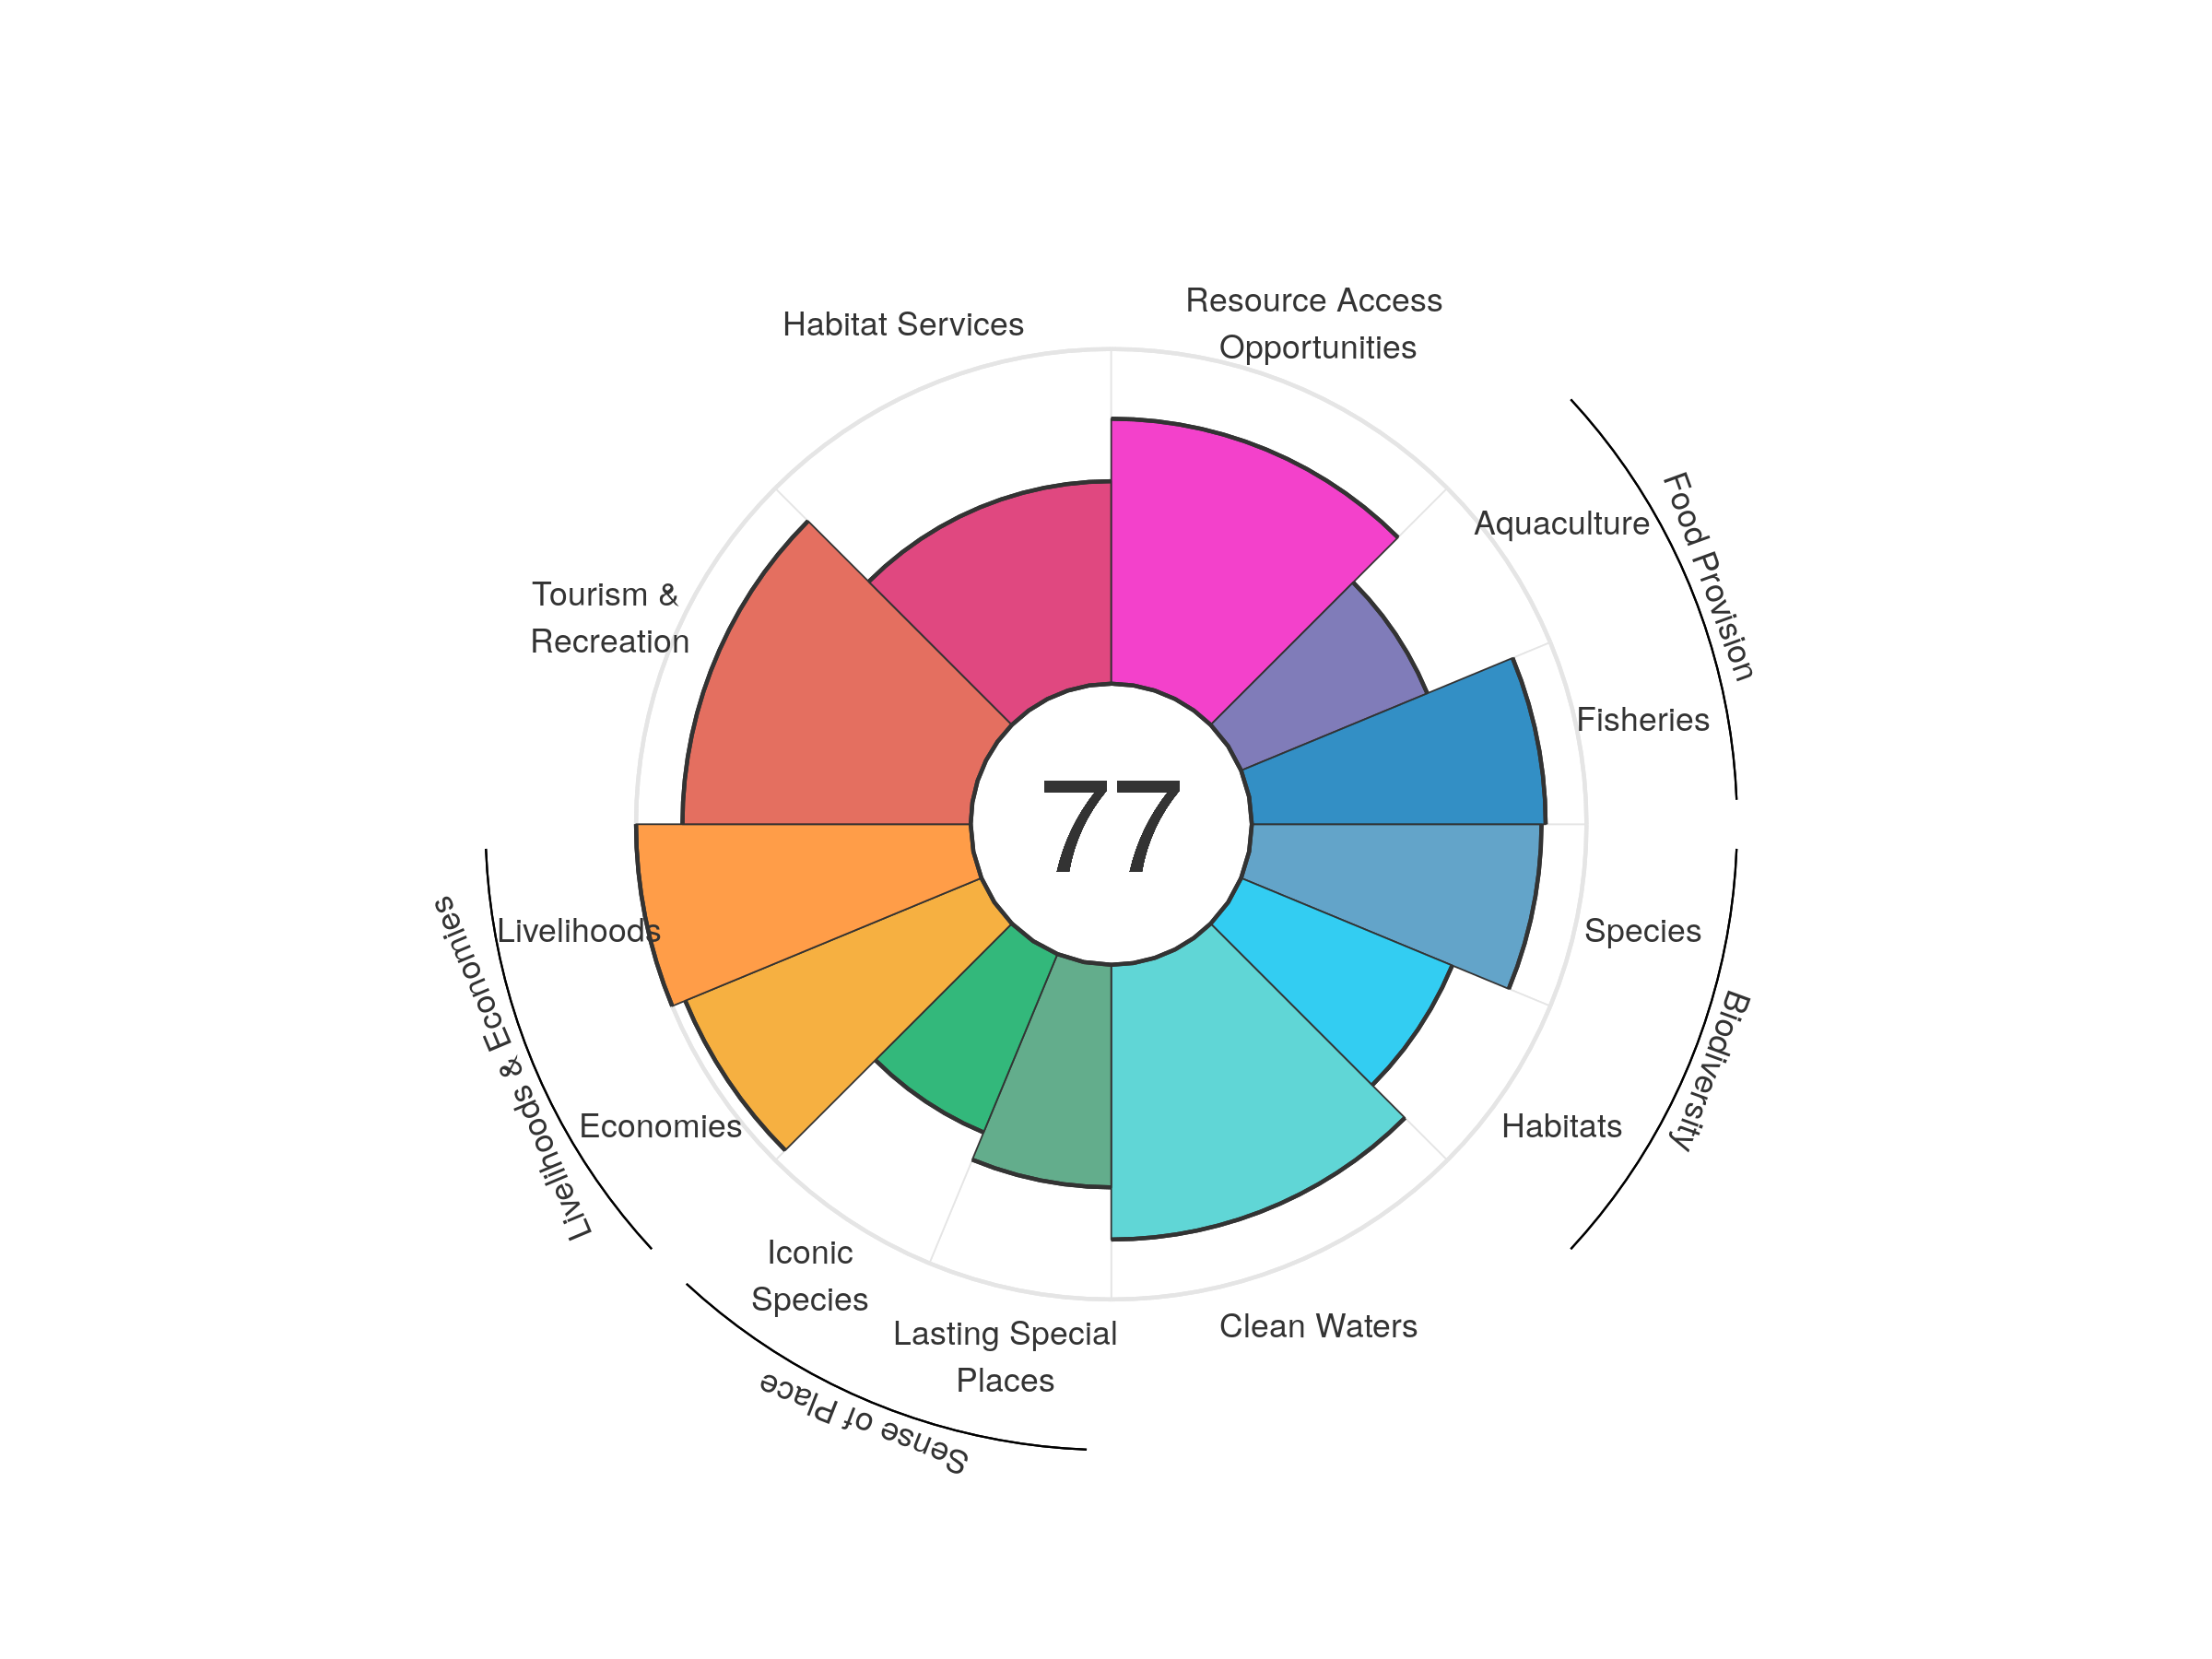 Resource Access
Opportunities
Habitat Services
Aquaculture
Food Provision
Tourism &
Recreation
Fisheries
77
Livelihoods
Species
Livelihoods & Economies
Biodiversity
Economies
Habitats
Iconic
Species
Lasting Special
Places
Clean Waters
Sense of Place